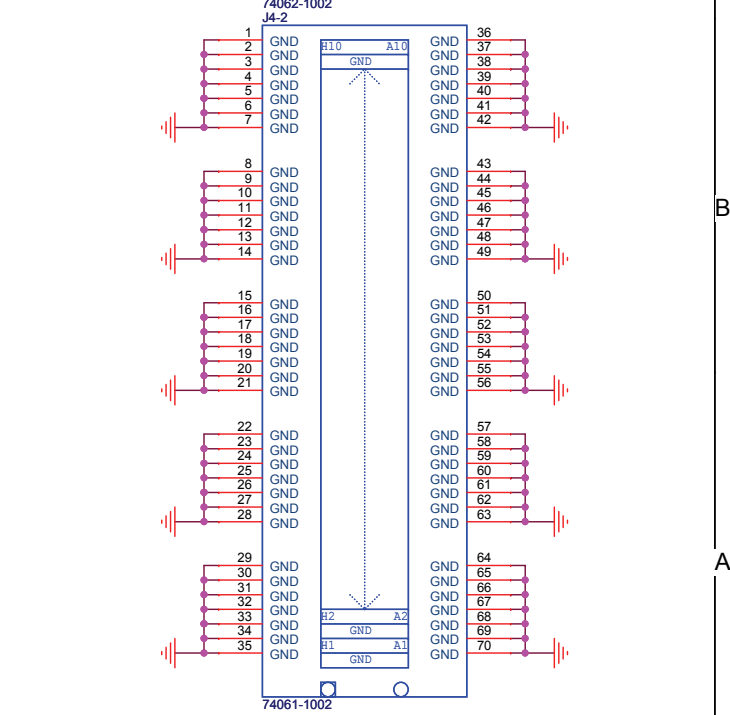 74062-1002
J4-2
1 GND H10 A10 GND 36
2 GND GND 37
3 GND GND GND 38
4 GND GND 39
5 GND GND 40
6 GND GND 41
7 GND GND 42
8 GND GND 43
9 GND GND 44
10 GND GND 45
11 GND GND 46
12 GND GND 47
13 GND GND 48
14 GND GND 49
B
15 GND GND 50
16 GND GND 51
17 GND GND 52
18 GND GND 53
19 GND GND 54
20 GND GND 55
21 GND GND 56
22 GND GND 57
23 GND GND 58
24 GND GND 59
25 GND GND 60
26 GND GND 61
27 GND GND 62
28 GND GND 63
29 GND GND 64
A
30 GND GND 65
31 GND GND 66
32 GND GND 67
33 GND H2 A2 GND 68
34 GND GND GND 69
35 GND H1 A1 GND 70
GND
74061-1002